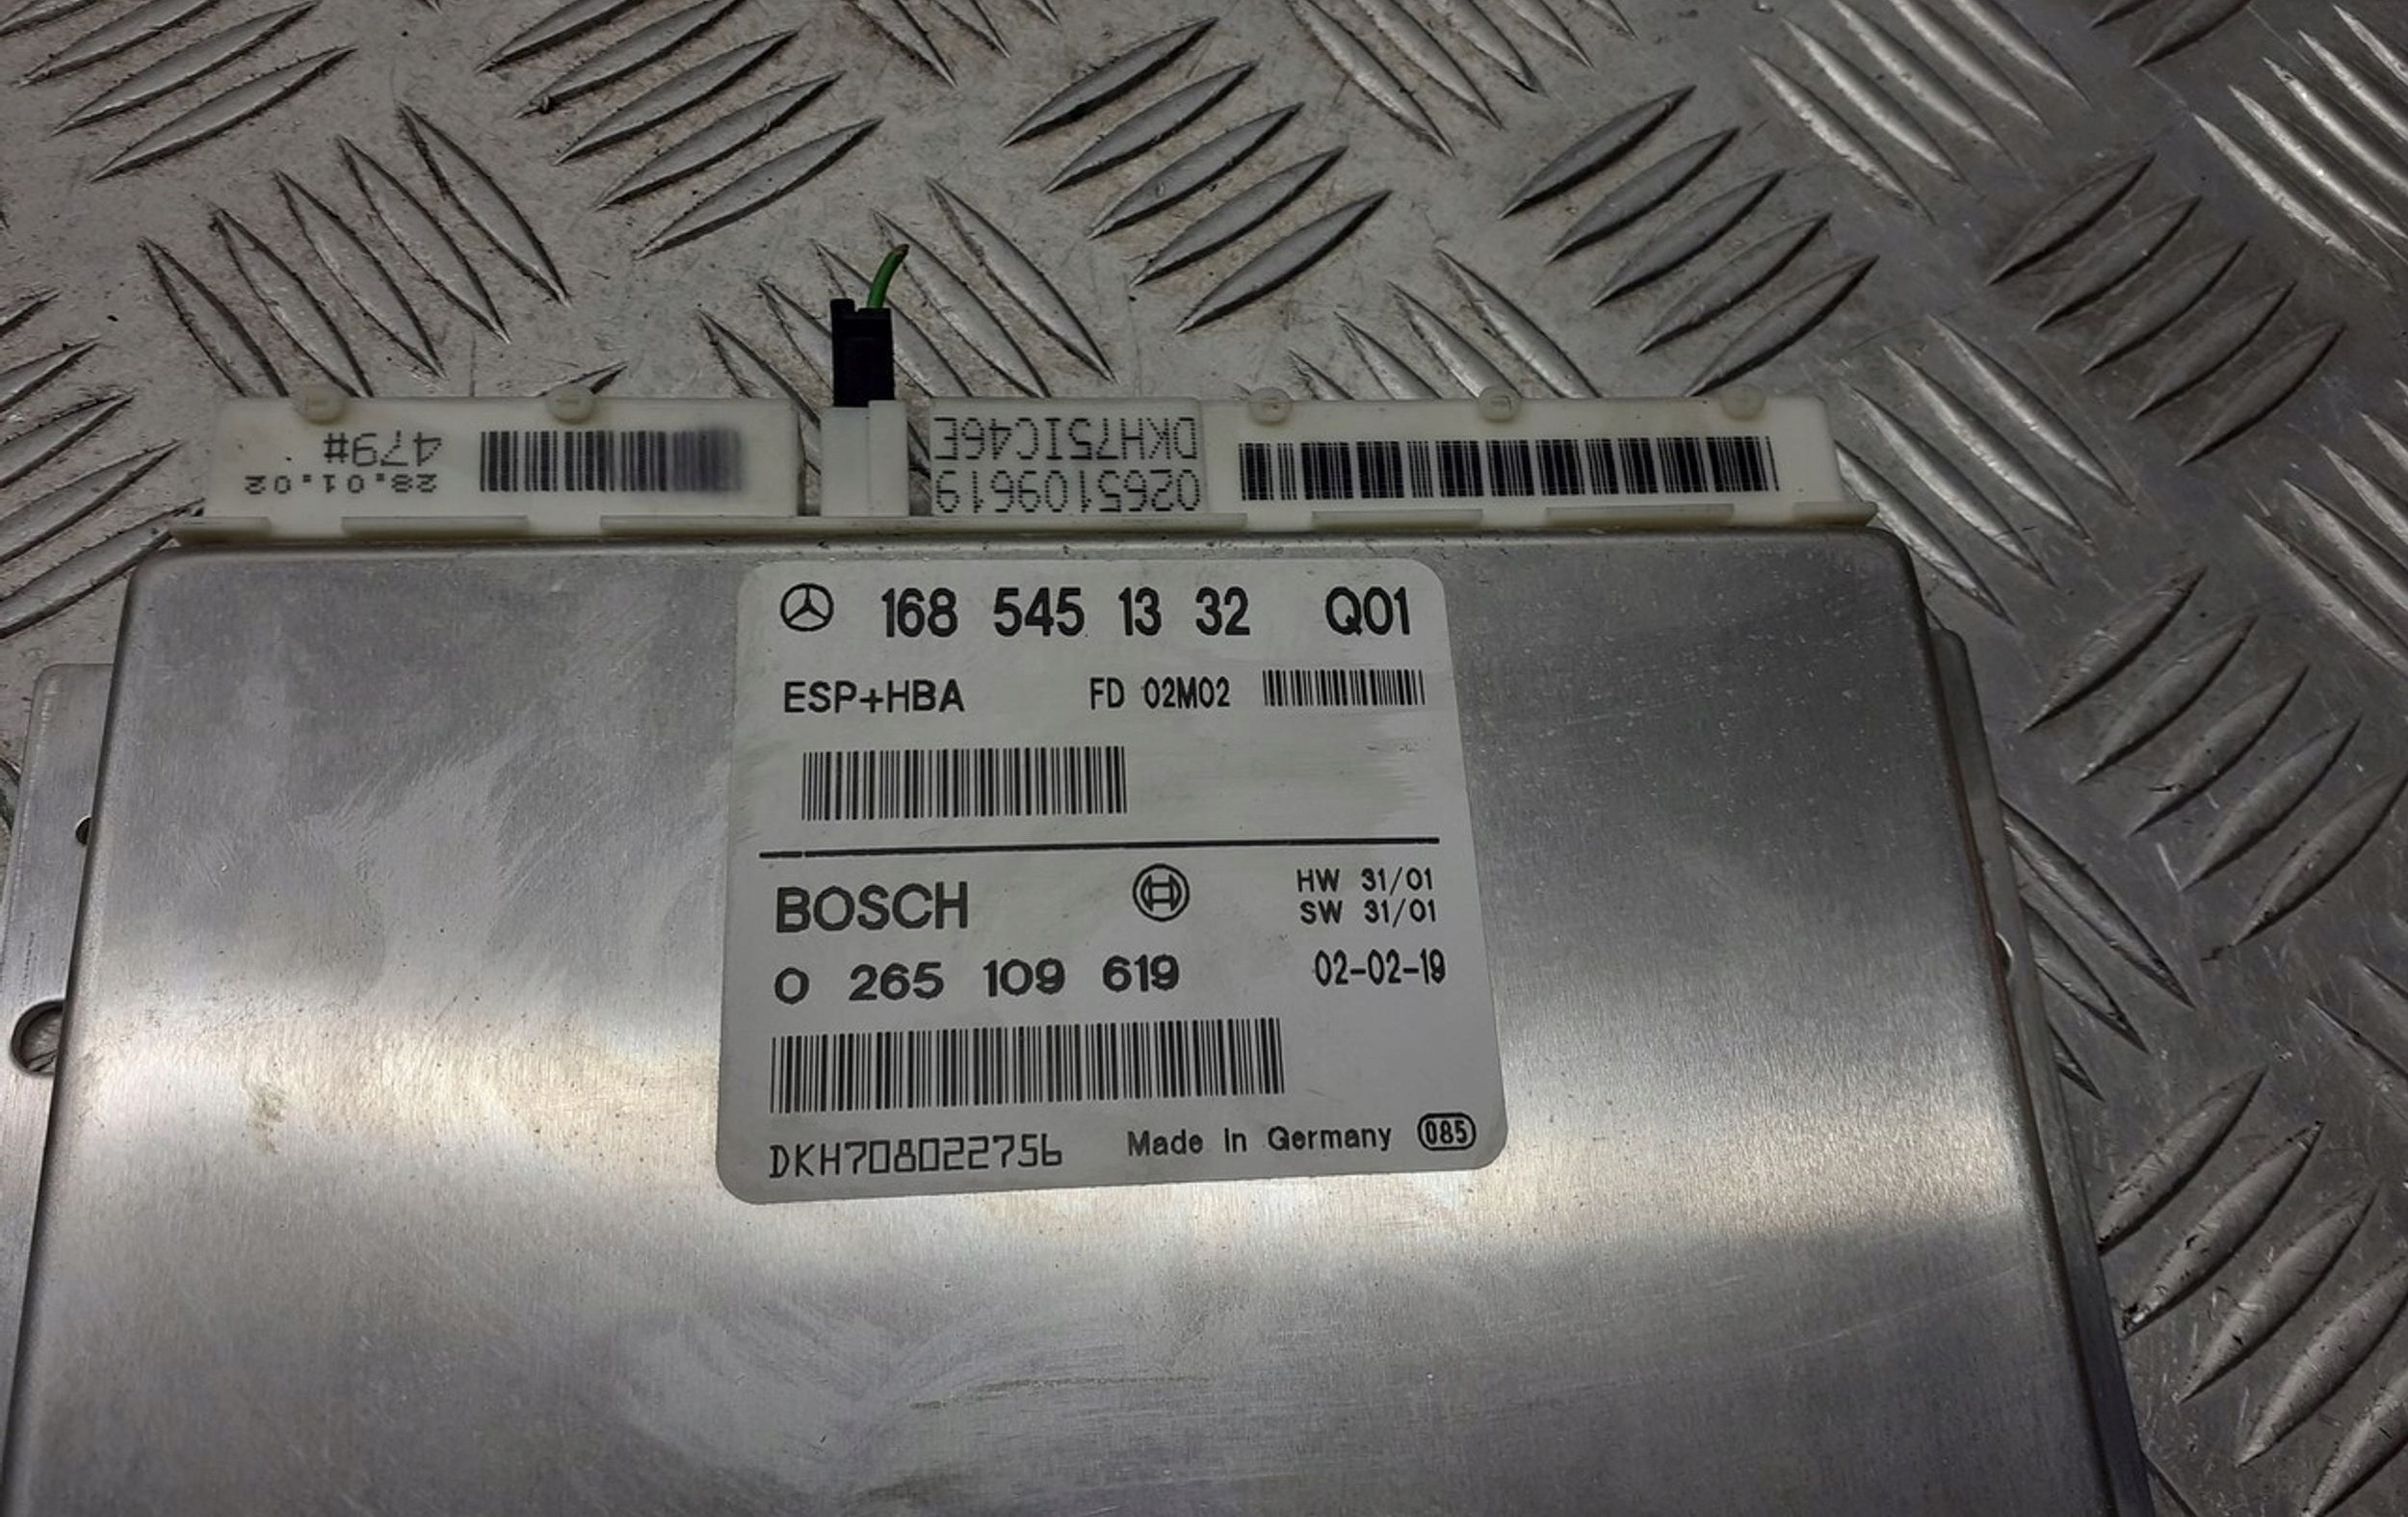 479#
28.01.02
DKH75IC46E
0265109619
168 545 13 32 Q01
ESP+HBA FD 02M02
BOSCH HW 31/01
SW 31/01
0 265 109 619 02-02-19
DKH708022756 Made in Germany 085